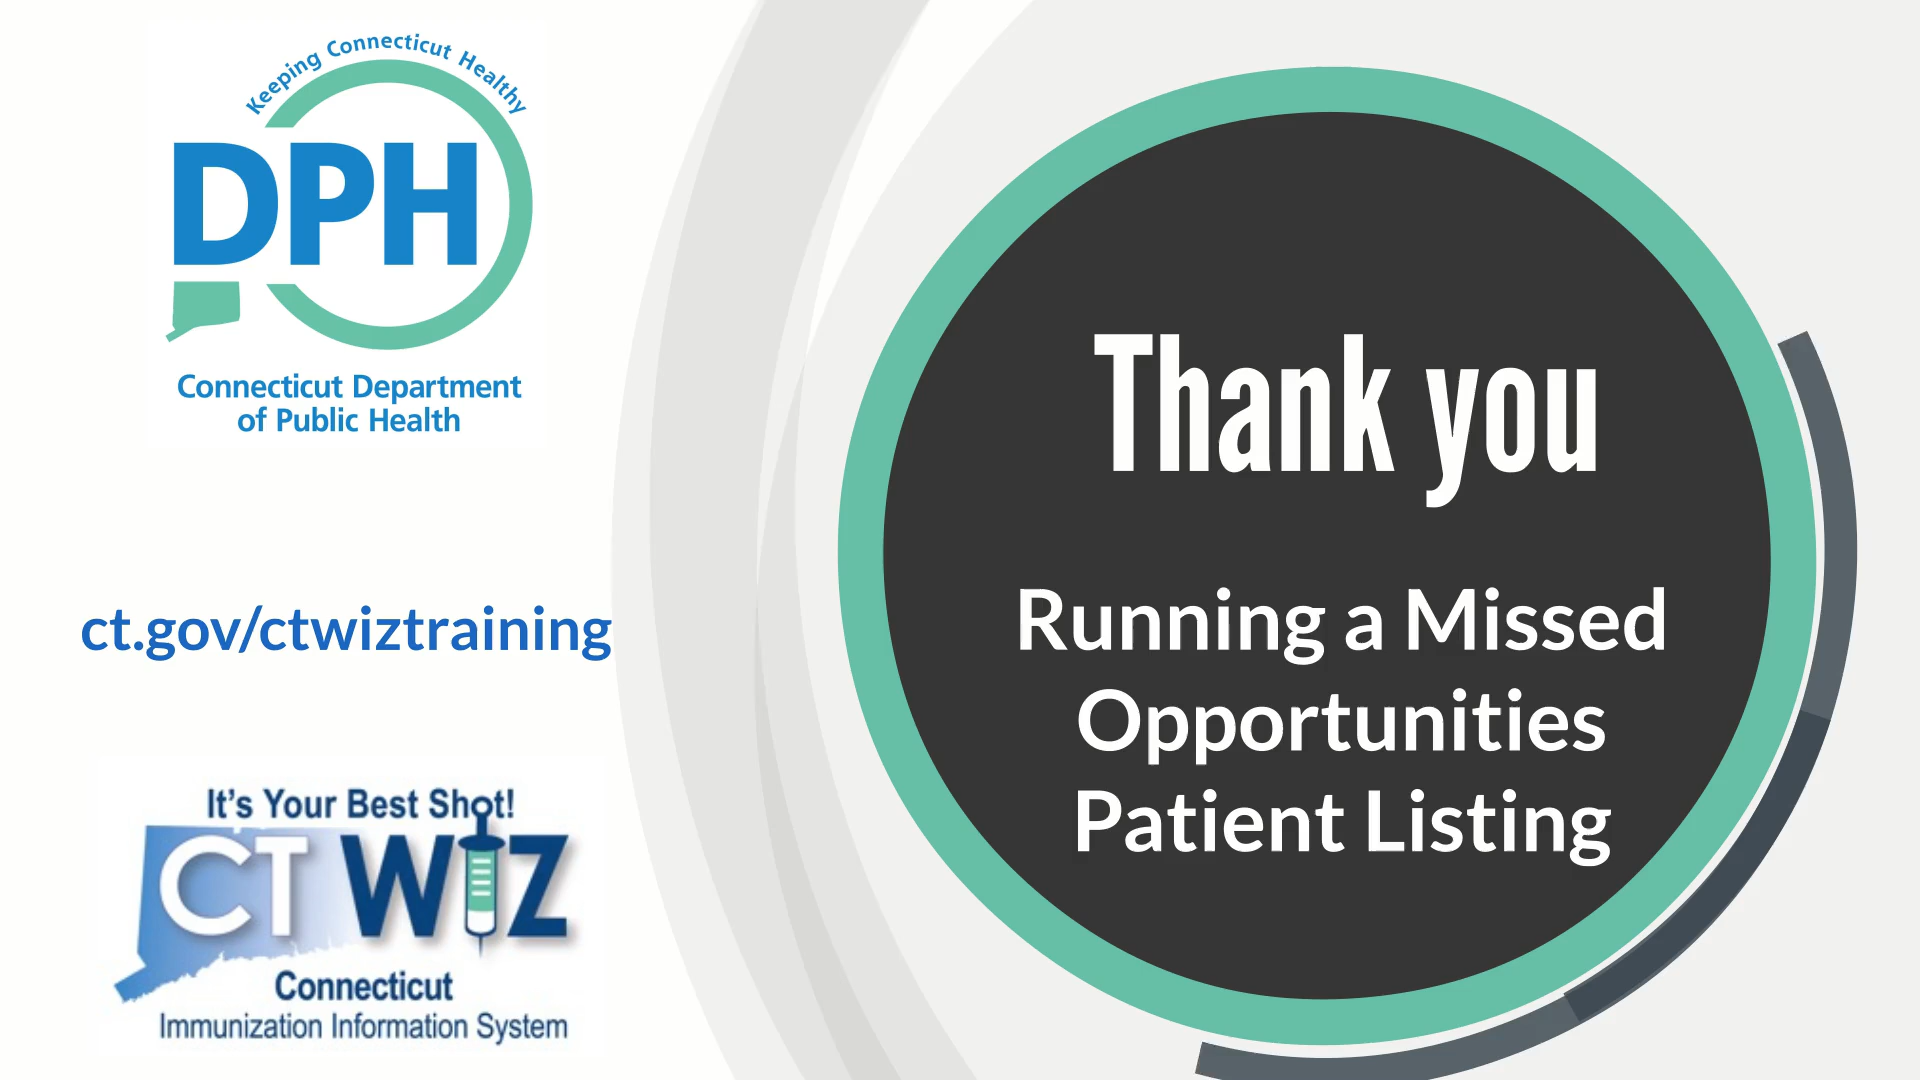 Keeping Connecticut Healthy
DPH
Connecticut Department
of Public Health
ct.gov/ctwiztraining
It's Your Best Shot!
CT WiZ
Connecticut
Immunization Information System
Thank you
Running a Missed
Opportunities
Patient Listing